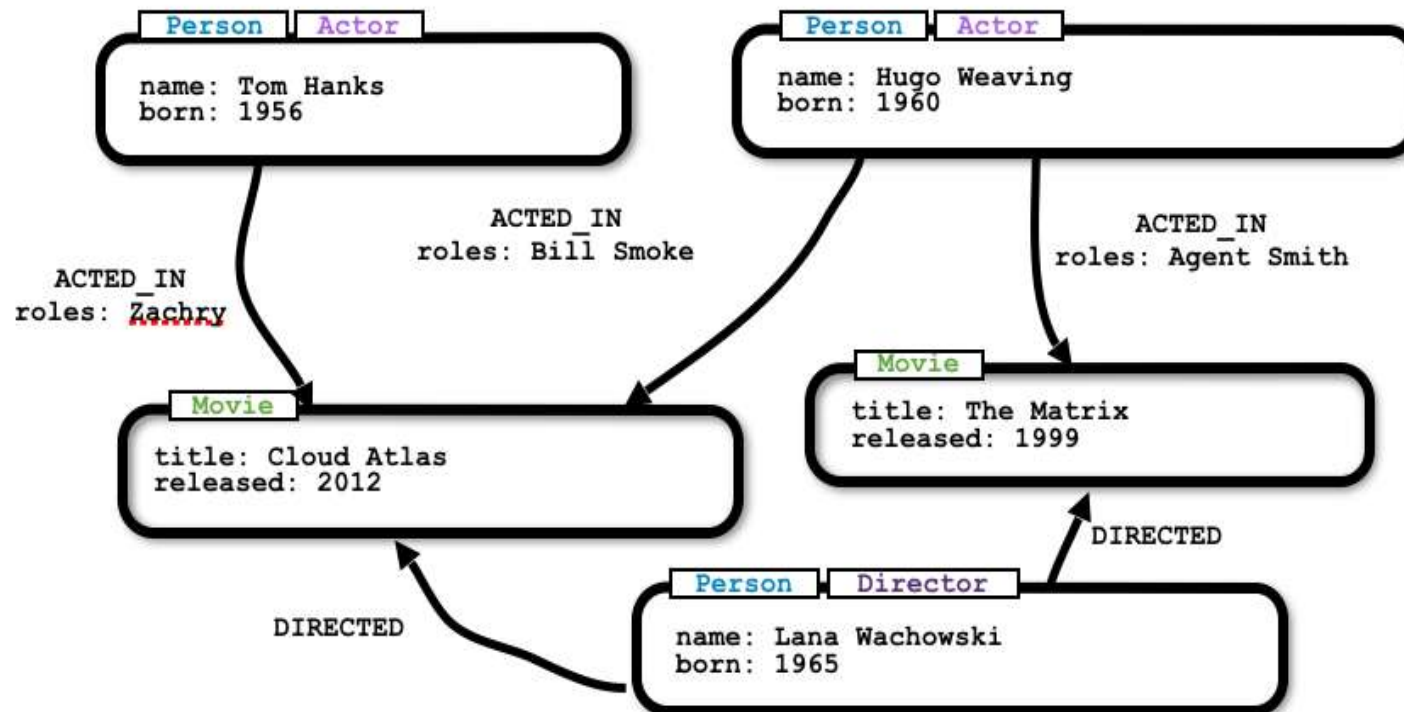 Person Actor
name: Tom Hanks
born: 1956
Person Actor
name: Hugo Weaving
born: 1960
ACTED_IN
roles: Zachry
ACTED_IN
roles: Bill Smoke
ACTED_IN
roles: Agent Smith
Movie
title: Cloud Atlas
released: 2012
Movie
title: The Matrix
released: 1999
DIRECTED
DIRECTED
Person Director
name: Lana Wachowski
born: 1965